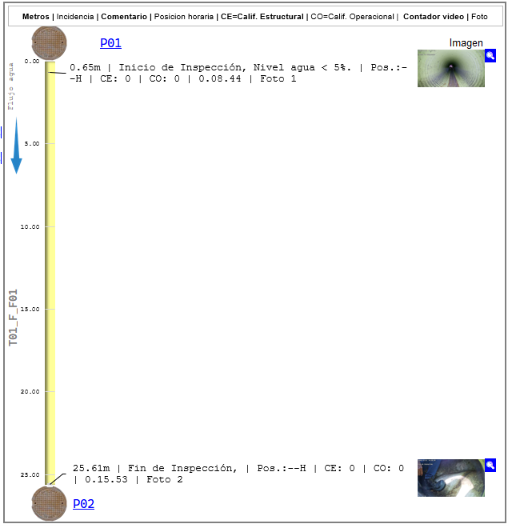 Metros | Incidencia | Comentario | Posicion horaria | CE=Calif. Estructural | CO=Calif. Operacional | Contador video | Foto
P01
Imagen
0.00
0.65m | Inicio de Inspección, Nivel agua < 5%. | Pos.:-
-H | CE: 0 | CO: 0 | 0.08.44 | Foto 1
Flujo agua
5.00
10.00
T01_F_F01
15.00
20.00
25.00
25.61m | Fin de Inspección, | Pos.:--H | CE: 0 | CO: 0
| 0.15.53 | Foto 2
P02